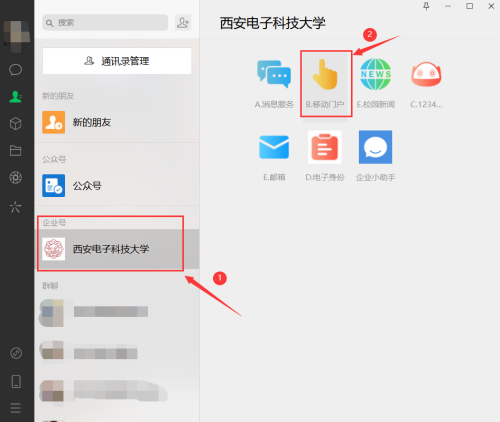 搜索
通讯录管理
新的朋友
新的朋友
公众号
公众号
企业号
西安电子科技大学
1
西安电子科技大学
2
NEWS
A.消息服务
B.移动门户
E.校园新闻
C.1234...
E.邮箱
D.电子身份
企业小助手